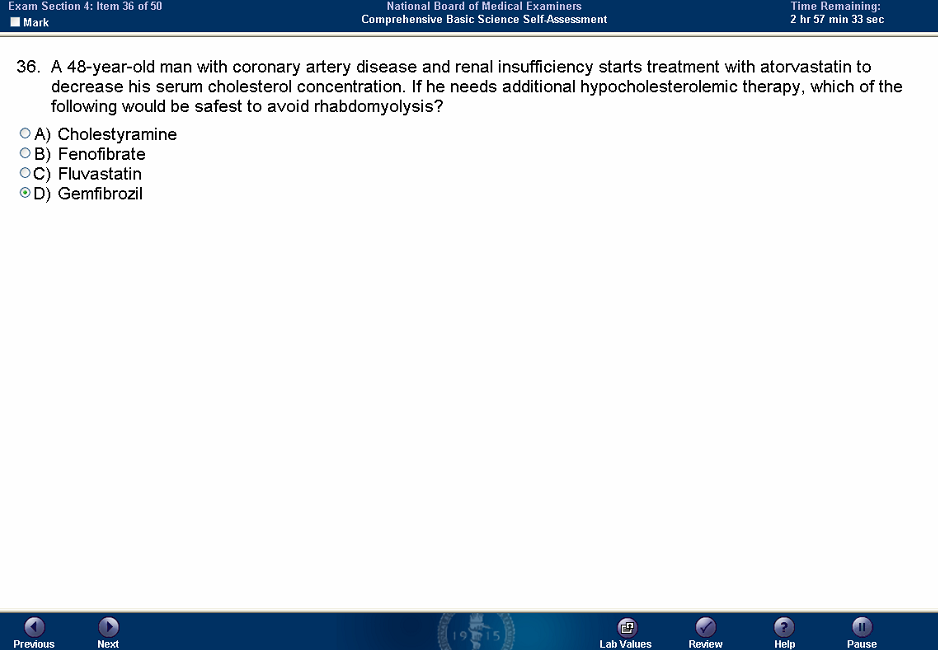 Exam Section 4: Item 36 of 50
National Board of Medical Examiners
Time Remaining:
Mark
Comprehensive Basic Science Self-Assessment
2 hr 57 min 33 sec
36. A 48-year-old man with coronary artery disease and renal insufficiency starts treatment with atorvastatin to
decrease his serum cholesterol concentration. If he needs additional hypocholesterolemic therapy, which of the
following would be safest to avoid rhabdomyolysis?
A) Cholestyramine
B) Fenofibrate
C) Fluvastatin
D) Gemfibrozil
1915
Previous
Next
Lab Values
Review
Help
Pause